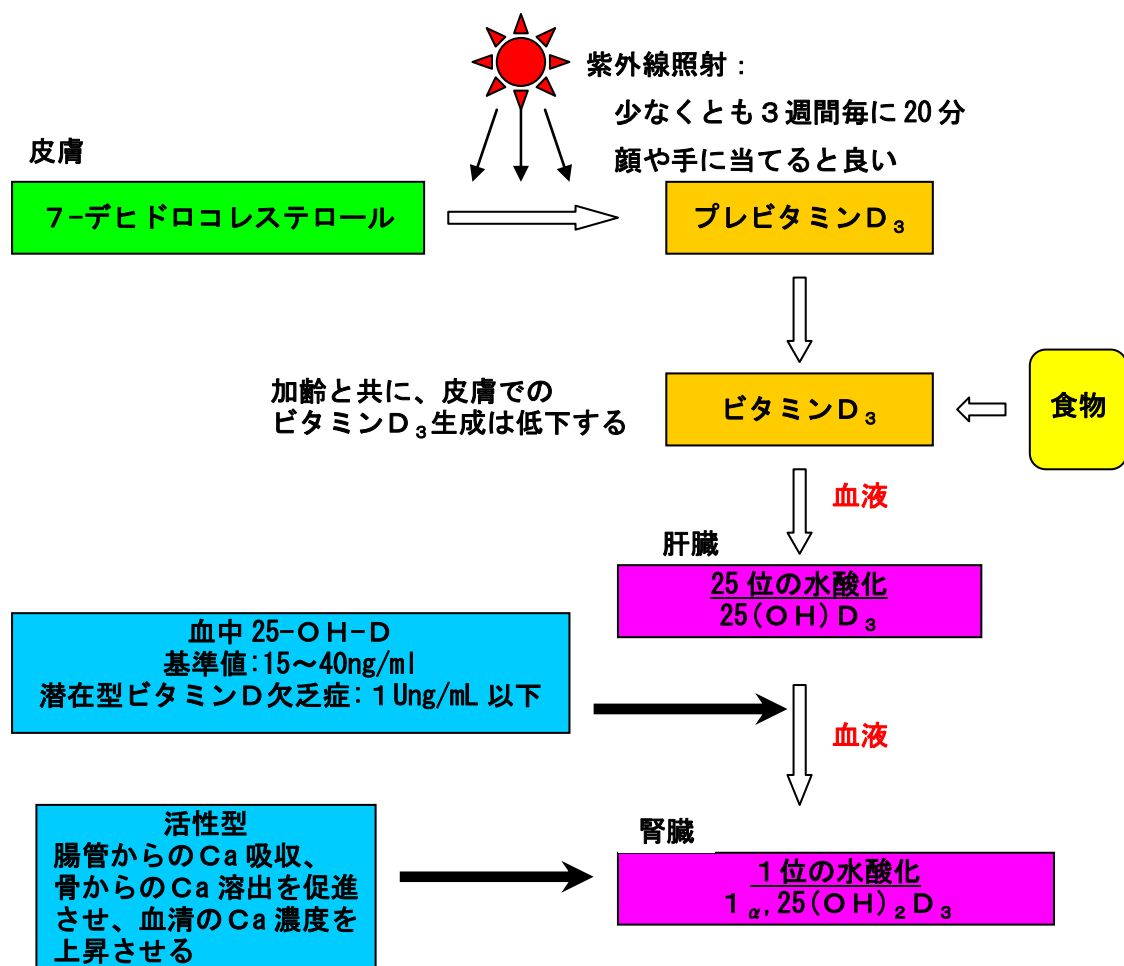 紫外線照射：
少なくとも３週間毎に 20 分
顔や手に当てると良い
皮膚
７-デヒドロコレステロール
プレビタミンＤ₃
加齢と共に、皮膚での
ビタミンＤ₃生成は低下する
ビタミンＤ₃
食物
血液
肝臓
25 位の水酸化
25(ＯＨ)Ｄ₃
血中 25-ＯＨ-Ｄ
基準値:15～40ng/ml
潜在型ビタミンＤ欠乏症:１Ung/mL 以下
血液
活性型
腸管からのＣa 吸収、
骨からのＣa 溶出を促進
させ、血清のＣa 濃度を
上昇させる
腎臓
１位の水酸化
１α,25(ＯＨ)₂Ｄ₃